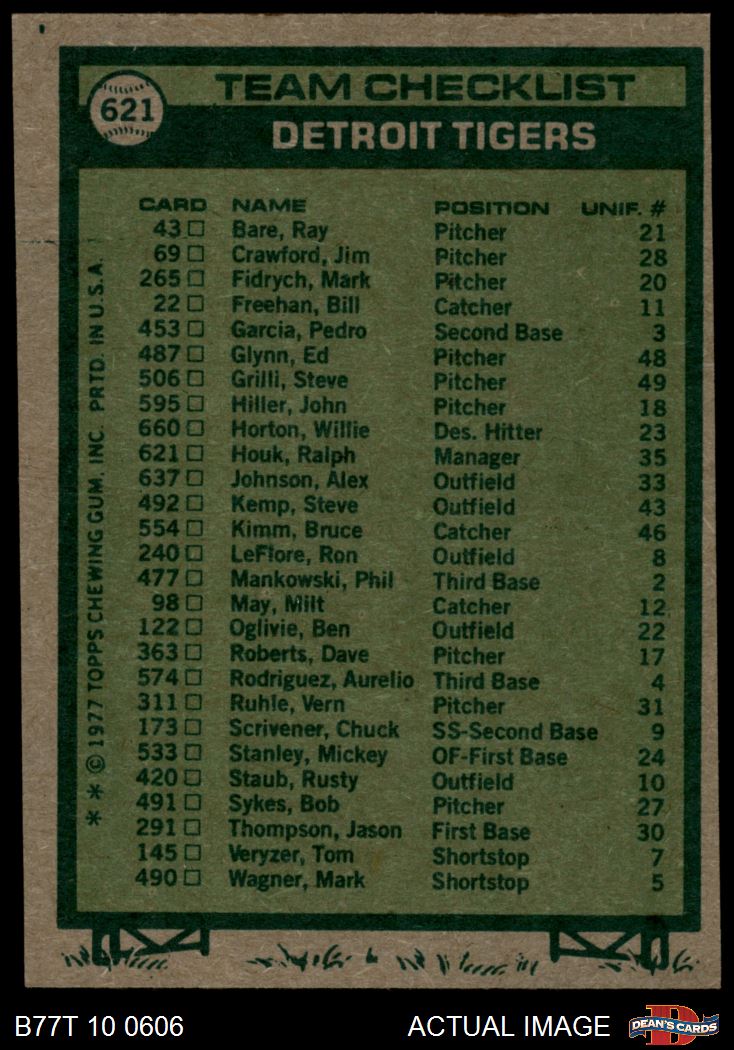 621
TEAM CHECKLIST
DETROIT TIGERS
CARD NAME POSITION UNIF. #
43 Bare, Ray Pitcher 21
69 Crawford, Jim Pitcher 28
265 Fidrych, Mark Pitcher 20
22 Freehan, Bill Catcher 11
453 Garcia, Pedro Second Base 3
487 Glynn, Ed Pitcher 48
506 Grilli, Steve Pitcher 49
595 Hiller, John Pitcher 18
660 Horton, Willie Des. Hitter 23
621 Houk, Ralph Manager 35
637 Johnson, Alex Outfield 33
492 Kemp, Steve Outfield 43
554 Kimm, Bruce Catcher 46
240 LeFlore, Ron Outfield 8
477 Mankowski, Phil Third Base 2
98 May, Milt Catcher 12
122 Oglivie, Ben Outfield 22
363 Roberts, Dave Pitcher 17
574 Rodriguez, Aurelio Third Base 4
311 Ruhle, Vern Pitcher 31
173 Scrivener, Chuck SS-Second Base 9
533 Stanley, Mickey OF-First Base 24
420 Staub, Rusty Outfield 10
491 Sykes, Bob Pitcher 27
291 Thompson, Jason First Base 30
145 Veryzer, Tom Shortstop 7
490 Wagner, Mark Shortstop 5
* * © 1977 TOPPS CHEWING GUM, INC. PRTD. IN U.S.A.
B77T 10 0606 ACTUAL IMAGE
D
DEAN'S CARDS